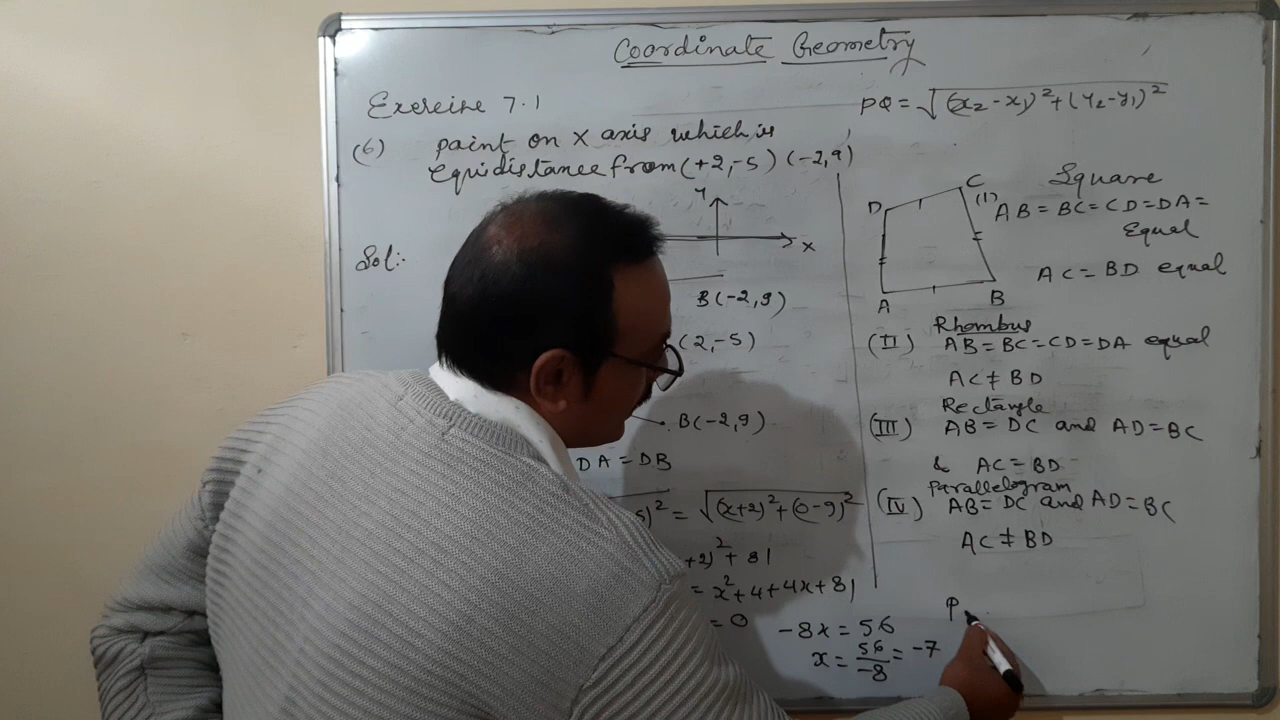 Coordinate Geometry
Exercise 7.1
(6) point on X axis which is
equidistance from (+2,-5) (-2,9)
Sol:-
Y
X
B(-2,9)
(2,-5)
B(-2,9)
DA = DB
5)² = √(x+2)²+(0-9)²
+2)²+81
= x²+4+4x+81
= 0
-8x = 56
x = 56/-8 = -7
PQ = √(x₂-x₁)²+(y₂-y₁)²
D C
A B
Square
(1) AB = BC = CD = DA =
Equal
AC = BD equal
Rhombus
(II) AB = BC = CD = DA equal
AC ≠ BD
Rectangle
(III) AB = DC and AD = BC
& AC = BD
Parallelogram
(IV) AB = DC and AD = BC
AC ≠ BD
P